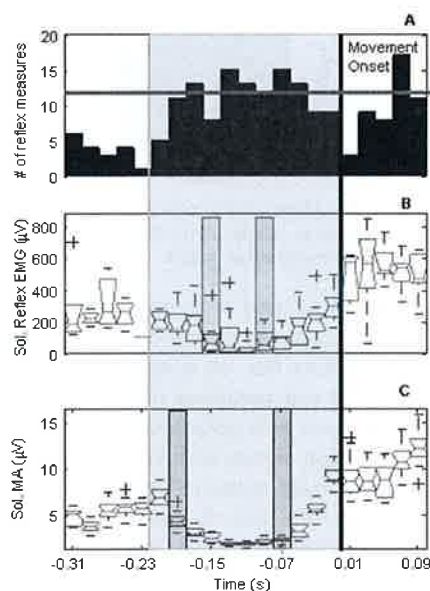 A
20
15
10
5
0
# of reflex measures
Movement
Onset
B
800
600
400
200
0
Sol, Reflex EMG (µV)
C
15
10
5
Sol, MA (µV)
-0.31 -0.23 -0.15 -0.07 0.01 0.09
Time (s)